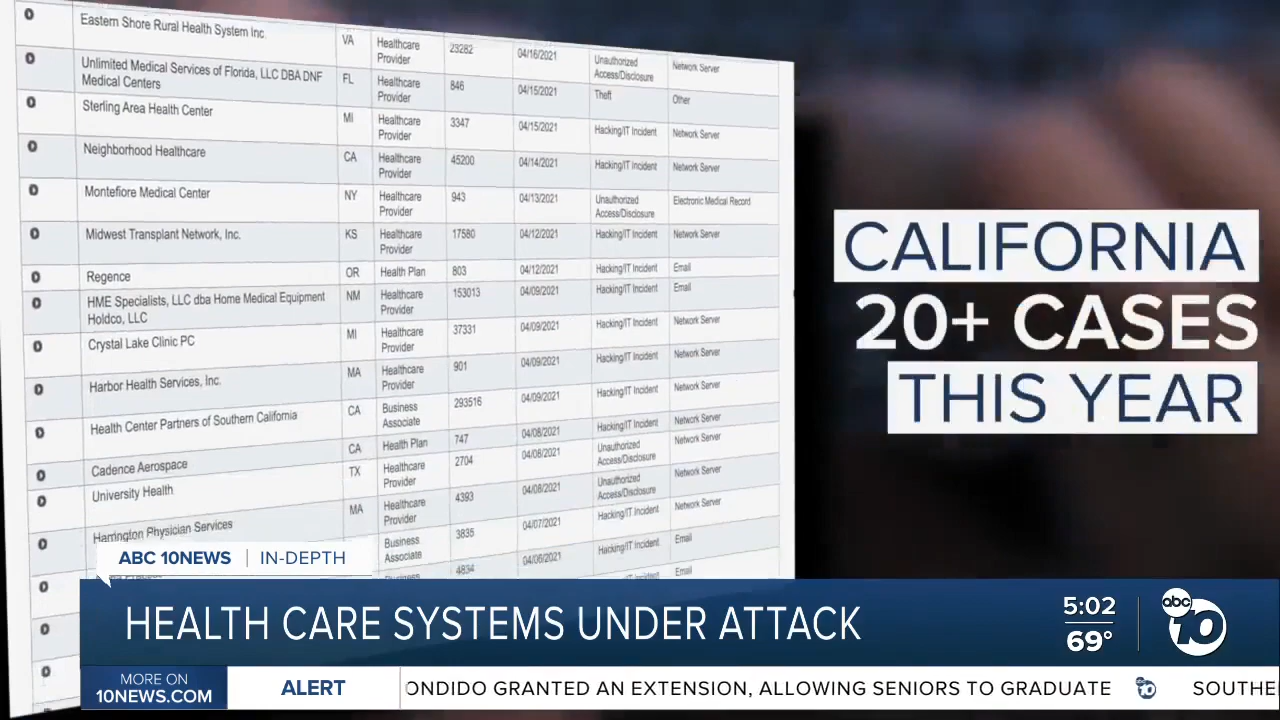 Eastern Shore Rural Health System Inc.
VA
Healthcare
Provider
23282
04/16/2021
Unauthorized
Access/Disclosure
Network Server
Unlimited Medical Services of Florida, LLC DBA DNF
Medical Centers
FL
Healthcare
Provider
846
04/15/2021
Theft
Other
Sterling Area Health Center
MI
Healthcare
Provider
3347
04/15/2021
Hacking/IT Incident
Network Server
Neighborhood Healthcare
CA
Healthcare
Provider
45200
04/14/2021
Hacking/IT Incident
Network Server
Montefiore Medical Center
NY
Healthcare
Provider
943
04/13/2021
Unauthorized
Access/Disclosure
Electronic Medical Record
Midwest Transplant Network, Inc.
KS
Healthcare
Provider
17580
04/12/2021
Hacking/IT Incident
Network Server
Regence
OR
Health Plan
803
04/12/2021
Hacking/IT Incident
Email
HME Specialists, LLC dba Home Medical Equipment
Holdco, LLC
NM
Healthcare
Provider
153013
04/09/2021
Hacking/IT Incident
Email
Crystal Lake Clinic PC
MI
Healthcare
Provider
37331
04/09/2021
Hacking/IT Incident
Network Server
Harbor Health Services, Inc.
MA
Healthcare
Provider
901
04/09/2021
Hacking/IT Incident
Network Server
Health Center Partners of Southern California
CA
Business
Associate
293516
04/09/2021
Hacking/IT Incident
Network Server
Cadence Aerospace
CA
Health Plan
747
04/08/2021
Hacking/IT Incident
Network Server
University Health
TX
Healthcare
Provider
2704
04/08/2021
Unauthorized
Access/Disclosure
Network Server
Harrington Physician Services
MA
Healthcare
Provider
4393
04/08/2021
Unauthorized
Access/Disclosure
Network Server
Business
Associate
3835
04/07/2021
Hacking/IT Incident
Network Server
4834
04/06/2021
Hacking/IT Incident
Email
Email
CALIFORNIA
20+ CASES
THIS YEAR
ABC 10NEWS | IN-DEPTH
HEALTH CARE SYSTEMS UNDER ATTACK
5:02
69°
abc
10
MORE ON
10NEWS.COM
ALERT
ONDIDO GRANTED AN EXTENSION, ALLOWING SENIORS TO GRADUATE
SOUTHE